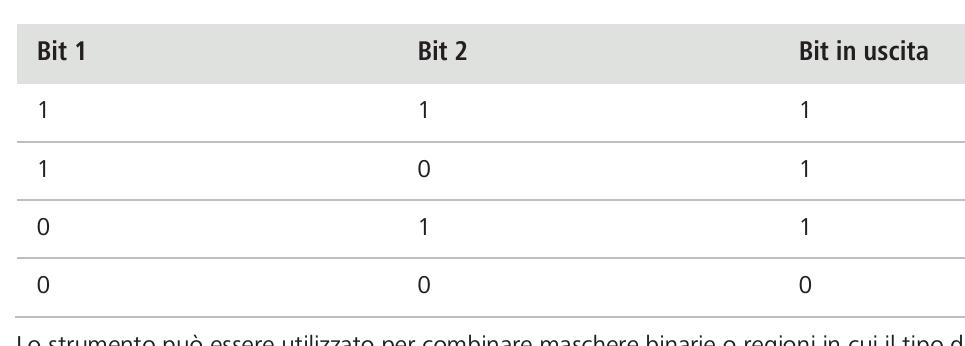 Bit 1 Bit 2 Bit in uscita
1 1 1
1 0 1
0 1 1
0 0 0
Lo strumento può essere utilizzato per combinare maschere binarie o regioni in cui il tipo d